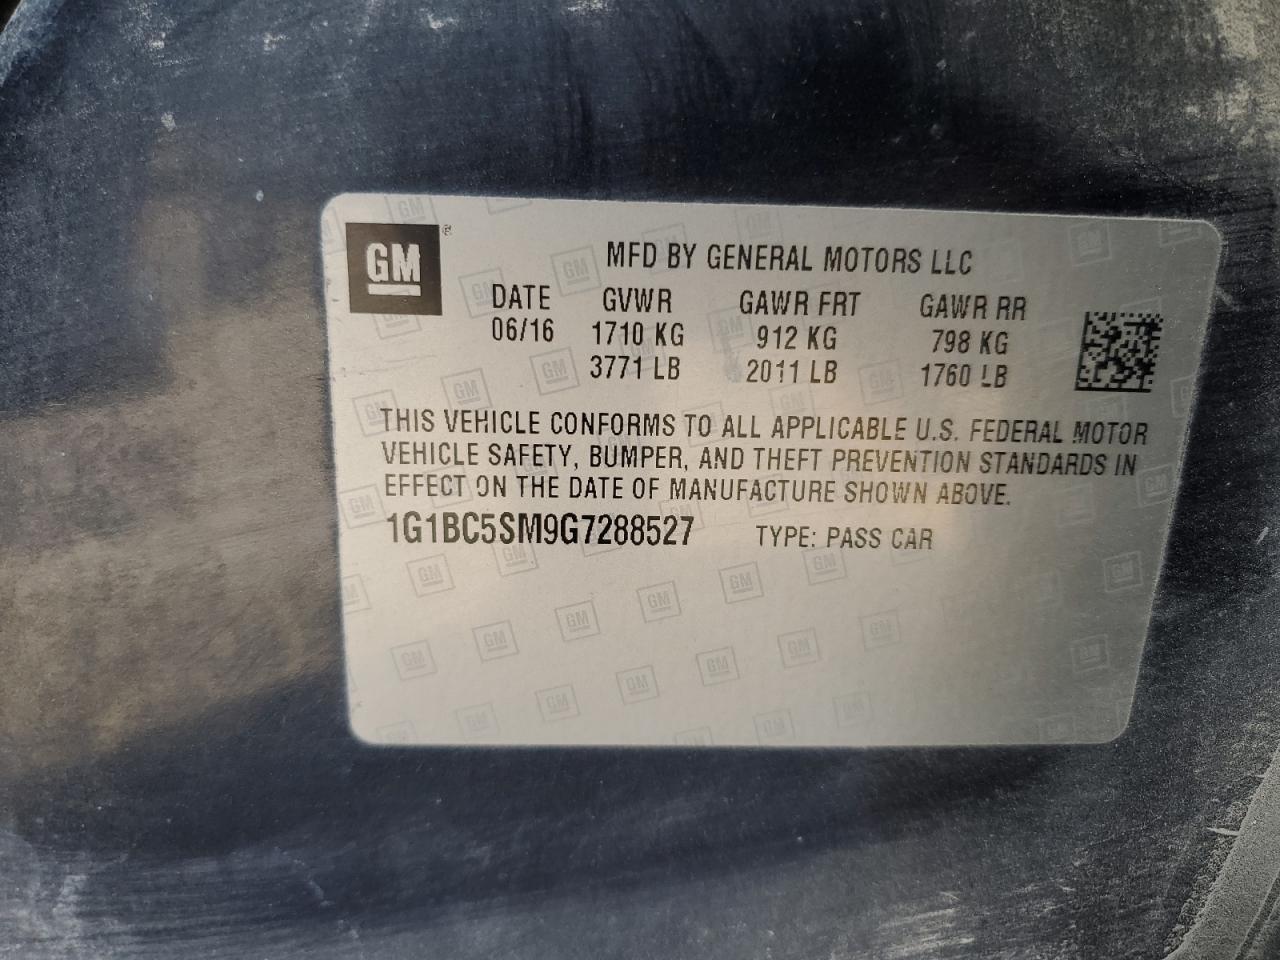 GM®
MFD BY GENERAL MOTORS LLC
DATE GVWR GAWR FRT GAWR RR
06/16 1710 KG 912 KG 798 KG
3771 LB 2011 LB 1760 LB
THIS VEHICLE CONFORMS TO ALL APPLICABLE U.S. FEDERAL MOTOR
VEHICLE SAFETY, BUMPER, AND THEFT PREVENTION STANDARDS IN
EFFECT ON THE DATE OF MANUFACTURE SHOWN ABOVE.
1G1BC5SM9G7288527 TYPE: PASS CAR